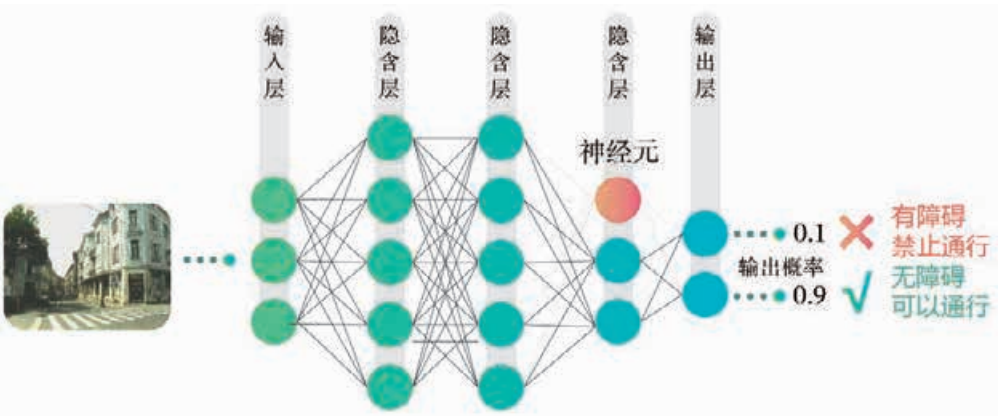 输入层
隐含层
隐含层
隐含层
输出层
神经元
0.1
有障碍
禁止通行
输出概率
0.9
无障碍
可以通行